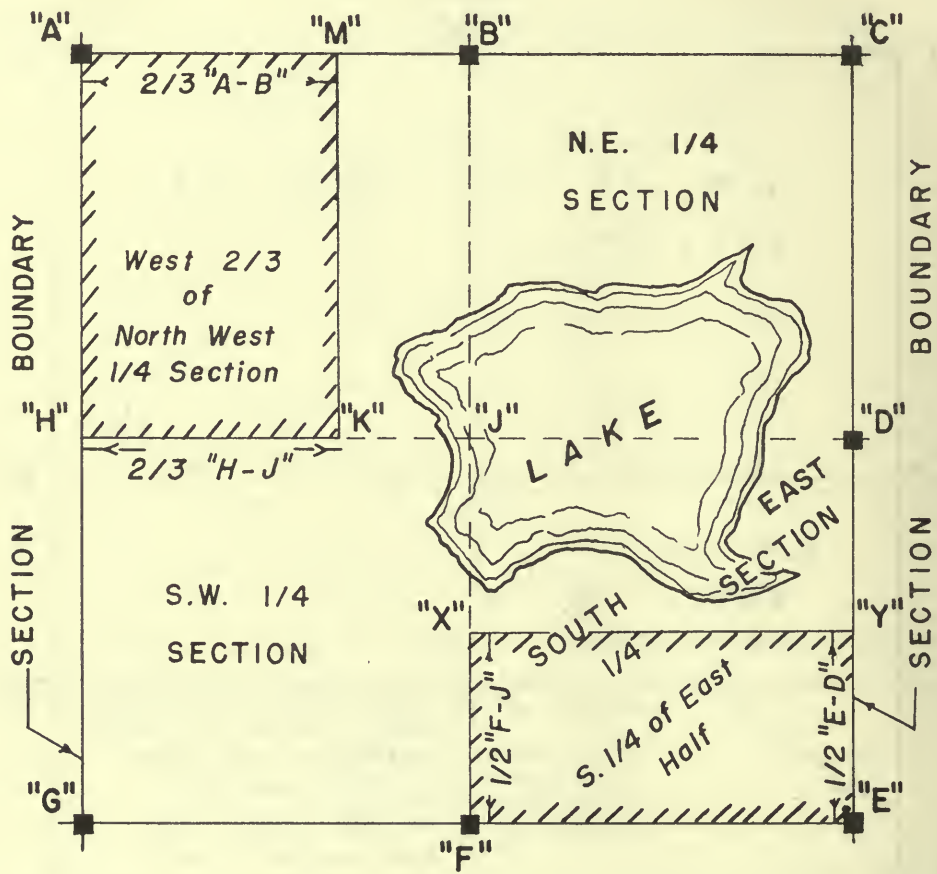 "A"
"M"
"B"
"C"
2/3 "A-B"
N.E. 1/4
SECTION
West 2/3
of
North West
1/4 Section
BOUNDARY
BOUNDARY
"H"
"K"
"J"
"D"
2/3 "H-J"
LAKE
EAST
SECTION
SOUTH
1/4
S.W. 1/4
SECTION
SECTION
SECTION
"X"
"Y"
1/2 "F-J"
S. 1/4 of East
Half
1/2 "E-D"
"G"
"F"
"E"